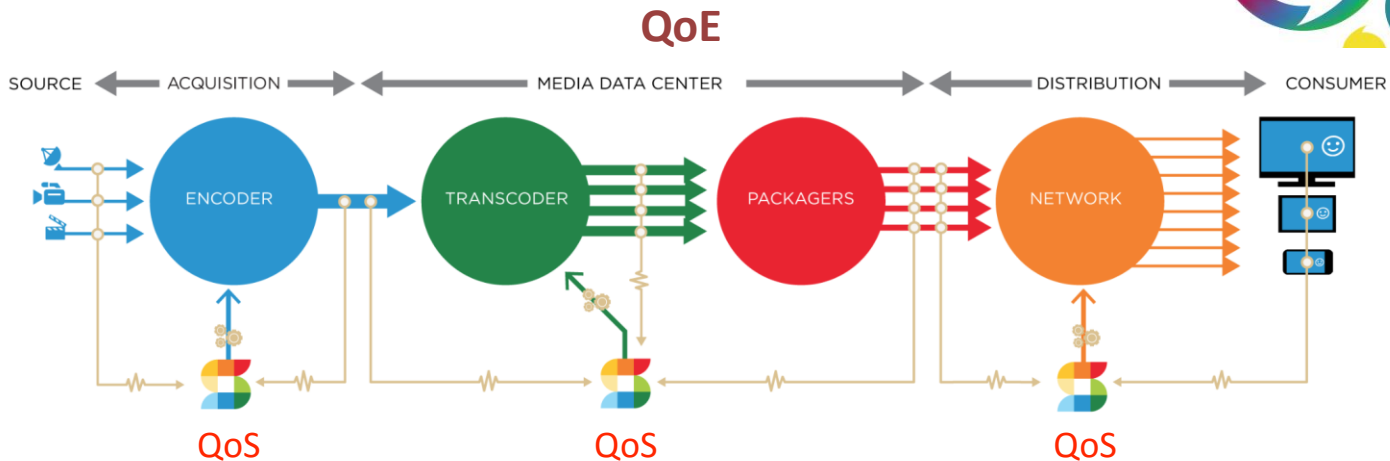 QoE
SOURCE ACQUISITION MEDIA DATA CENTER DISTRIBUTION CONSUMER
ENCODER TRANSCODER PACKAGERS NETWORK
QoS QoS QoS